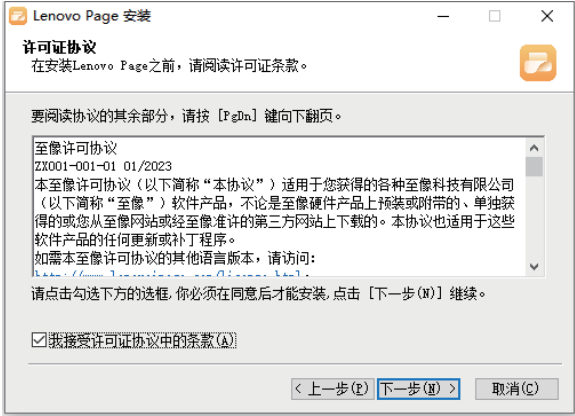 Lenovo Page 安装
许可证协议
在安装Lenovo Page之前，请阅读许可证条款。
要阅读协议的其余部分，请按 [PgDn] 键向下翻页。
至像许可协议
ZX001-001-01 01/2023
本至像许可协议（以下简称“本协议”）适用于您获得的各种至像科技有限公司
（以下简称“至像”）软件产品，不论是至像硬件产品上预装或附带的、单独获
得的或您从至像网站或经至像准许的第三方网站上下载的。本协议也适用于这些
软件产品的任何更新或补丁程序。
如需本至像许可协议的其他语言版本，请访问：
请点击勾选下方的选框,你必须在同意后才能安装,点击 [下一步(N)] 继续。
我接受许可证协议中的条款(A)
< 上一步(P) 下一步(N) > 取消(C)